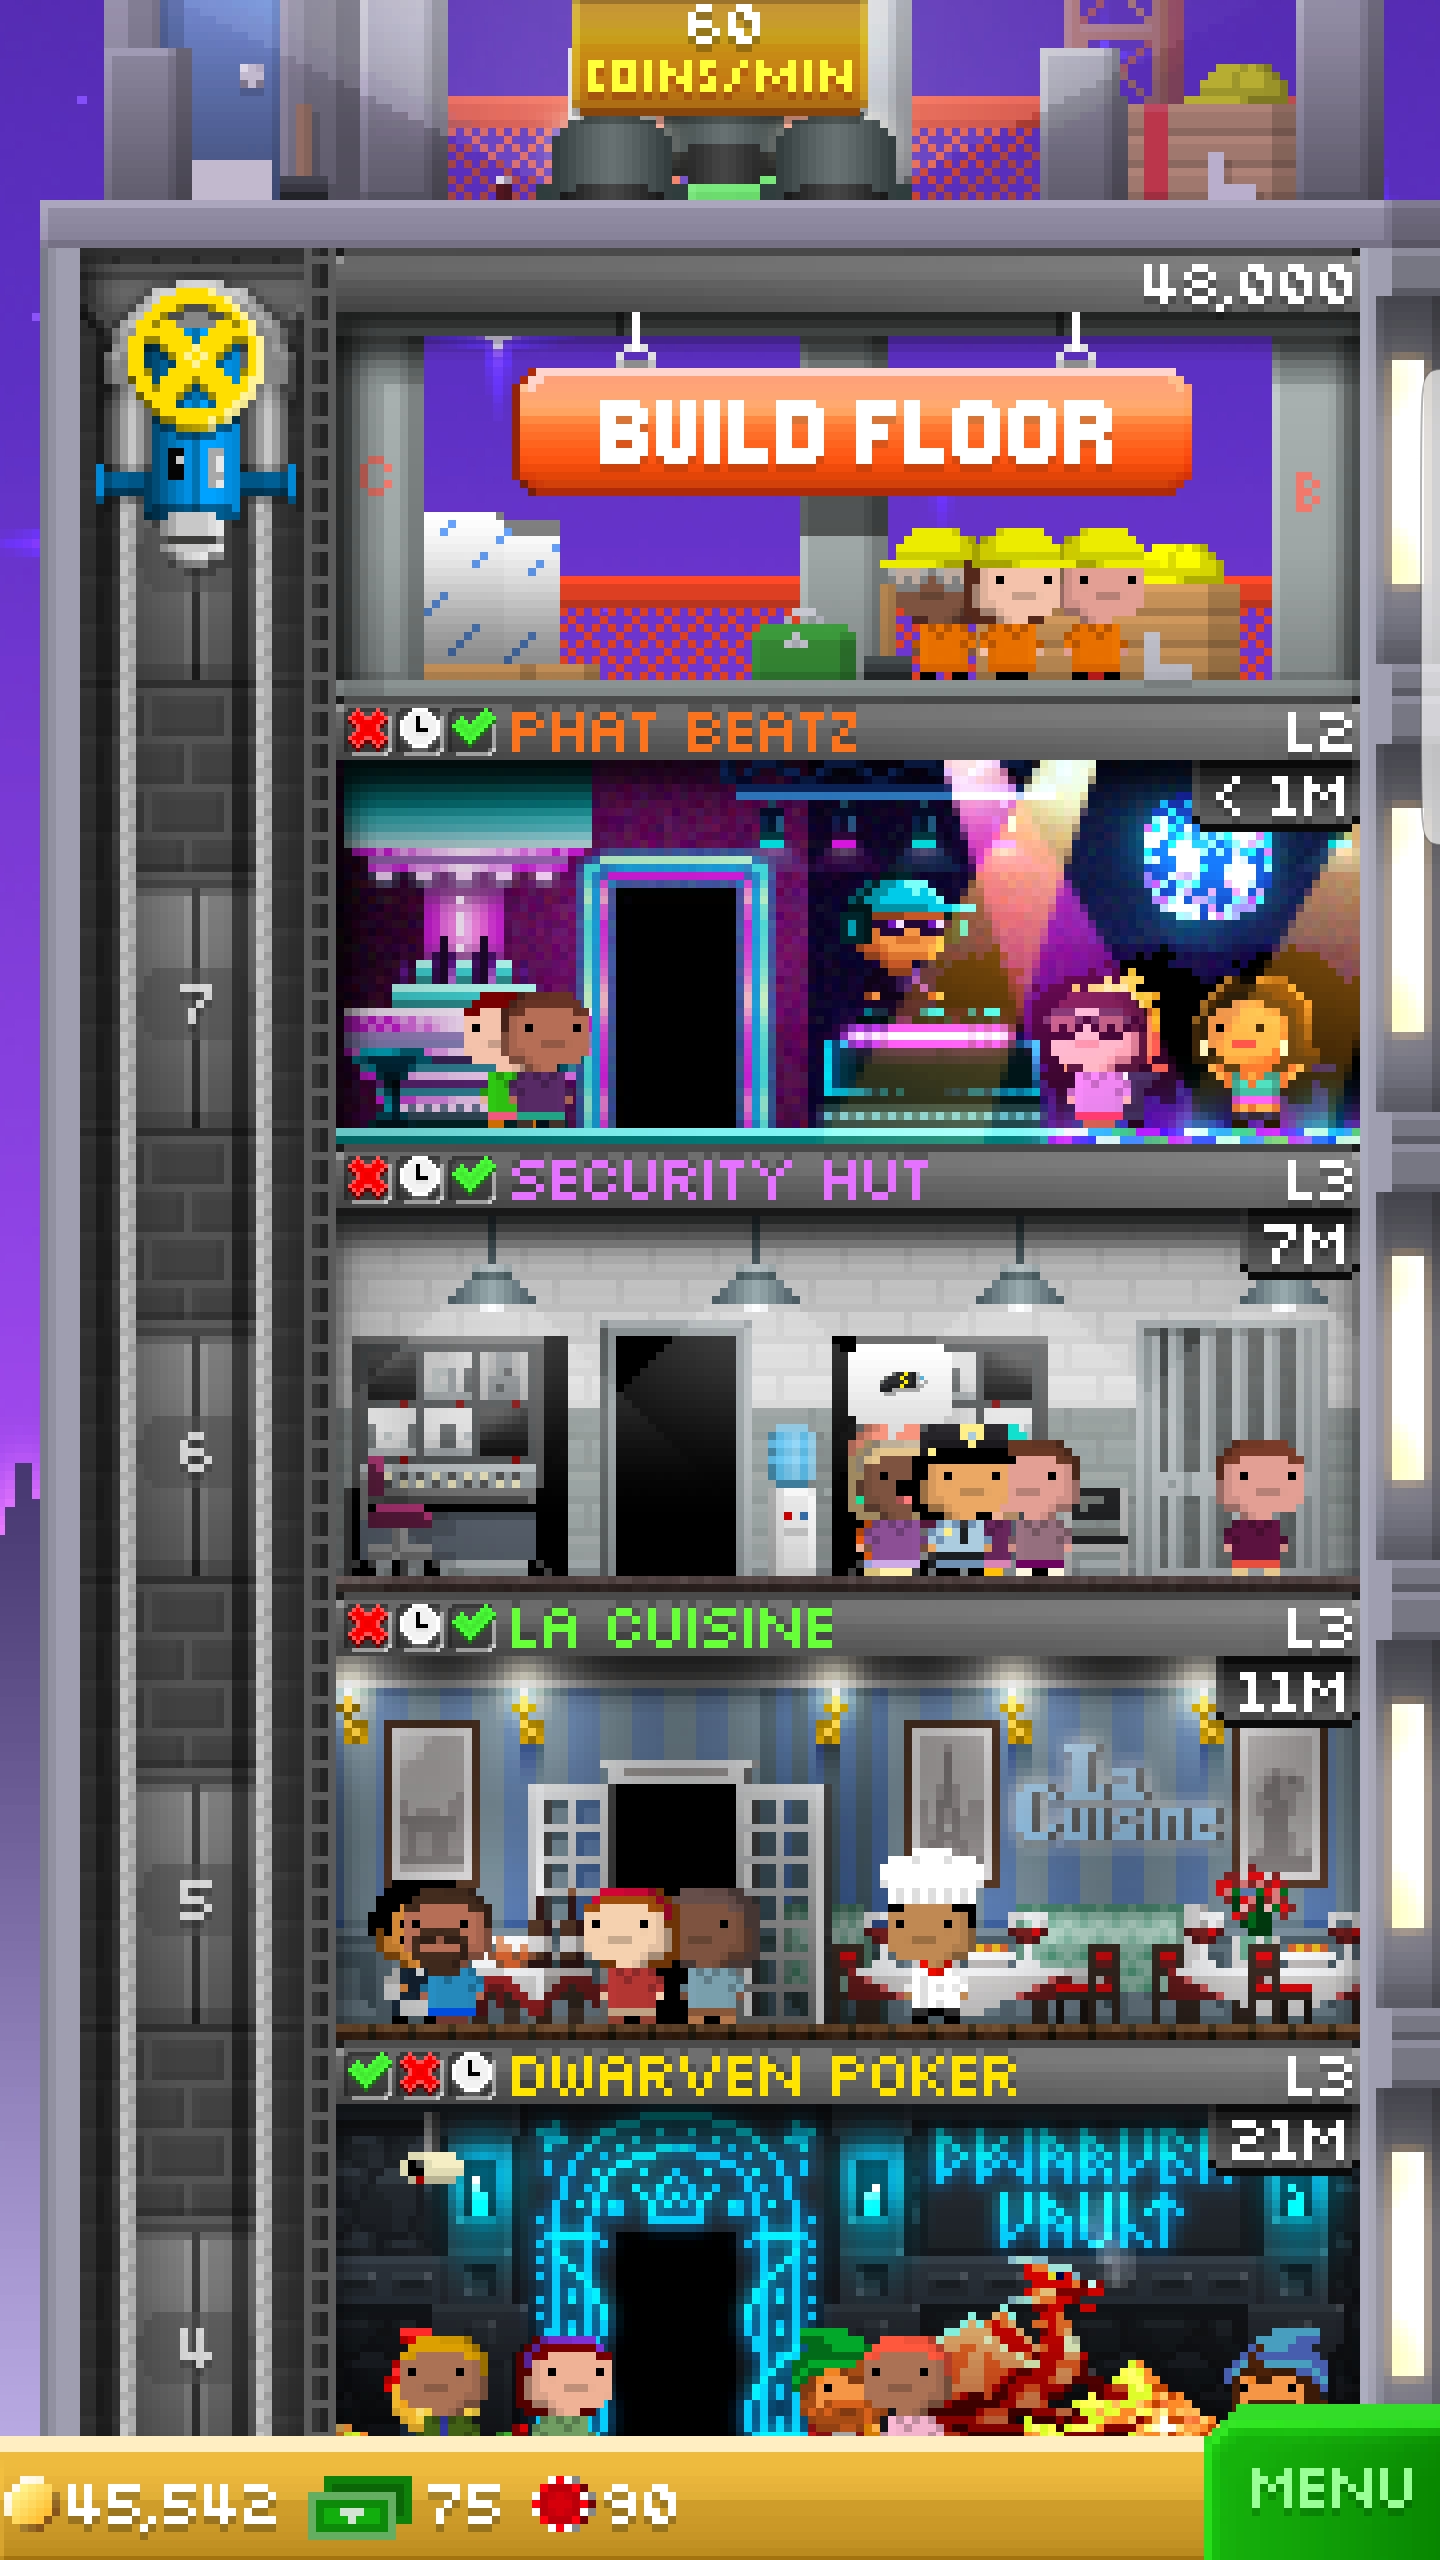 60
COINS/MIN
48,000
BUILD FLOOR
C
B
PHAT BEATZ
L2
< 1M
7
SECURITY HUT
L3
7M
6
LA CUISINE
L3
11M
La
Cuisine
5
DWARVEN POKER
L3
21M
VAULT
4
45,542
75
90
MENU